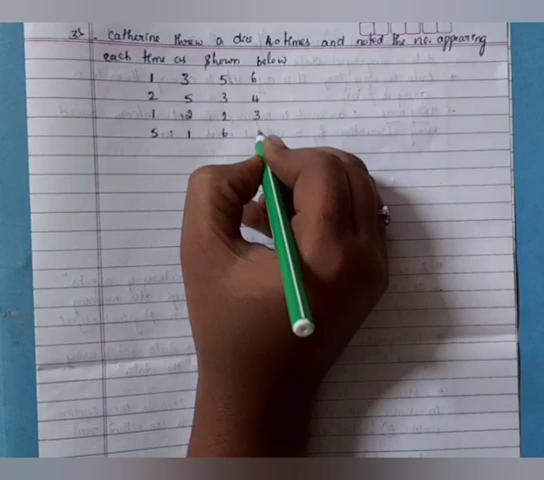 3) . Catherine threw a dice 40 times and noted the no: appearing
each time as shown below
1 3 5 6
2 5 3 4
1 2 2 3
5 1 6